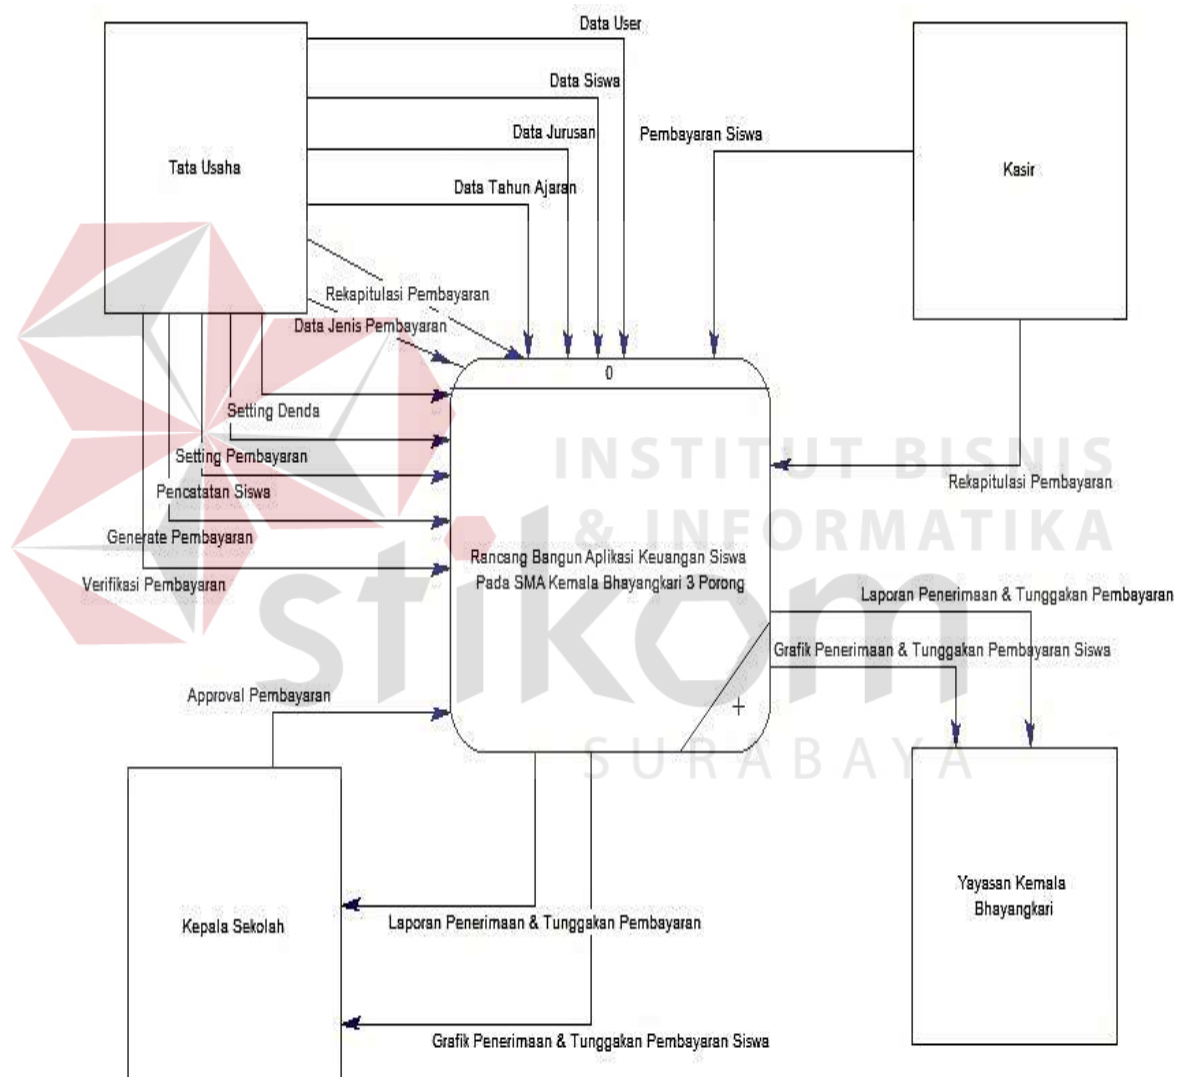 Data User
Data Siswa
Data Jurusan
Data Tahun Ajaran
Pembayaran Siswa
Tata Usaha
Kasir
Rekapitulasi Pembayaran
Data Jenis Pembayaran
0
Setting Denda
Setting Pembayaran
Pencatatan Siswa
Generate Pembayaran
Verifikasi Pembayaran
Rekapitulasi Pembayaran
INSTITUT BISNIS
& INFORMATIKA
stikom
SURABAYA
Rancang Bangun Aplikasi Keuangan Siswa
Pada SMA Kemala Bhayangkari 3 Porong
Laporan Penerimaan & Tunggakan Pembayaran
Grafik Penerimaan & Tunggakan Pembayaran Siswa
Approval Pembayaran
+
Kepala Sekolah
Yayasan Kemala
Bhayangkari
Laporan Penerimaan & Tunggakan Pembayaran
Grafik Penerimaan & Tunggakan Pembayaran Siswa